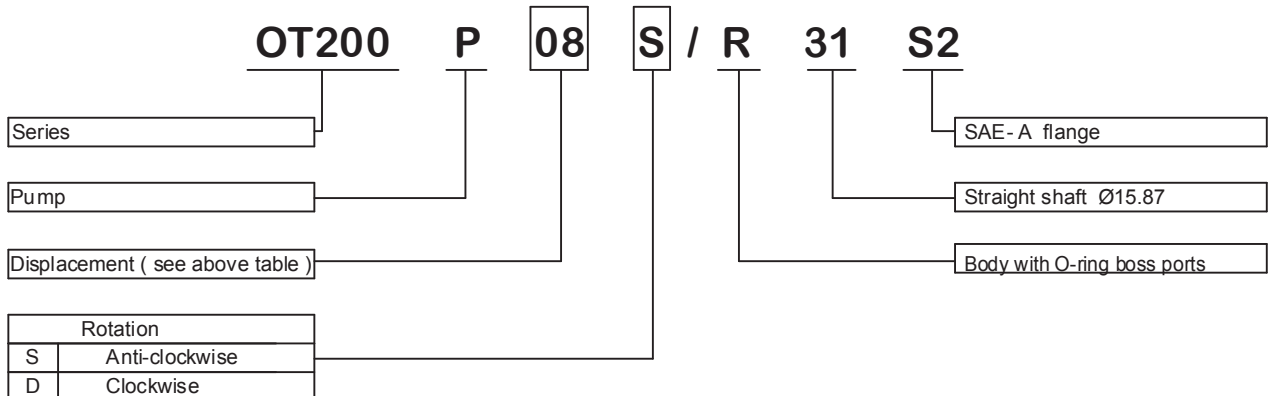 OT200 P 08 S / R 31 S2
Series
SAE- A flange
Pump
Straight shaft Ø15.87
Displacement ( see above table )
Body with O-ring boss ports
Rotation
S Anti-clockwise
D Clockwise